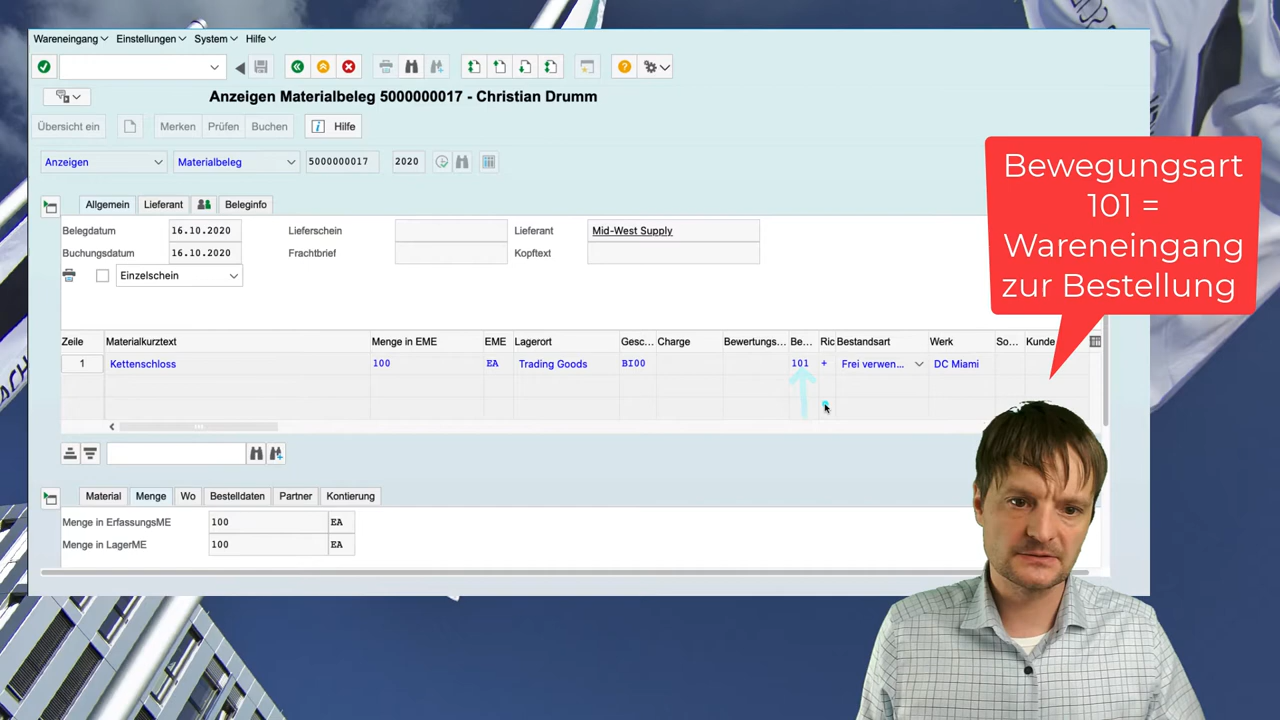 Wareneingang Einstellungen System Hilfe
Anzeigen Materialbeleg 5000000017 - Christian Drumm
Übersicht ein Merken Prüfen Buchen Hilfe
Anzeigen Materialbeleg 5000000017 2020
Allgemein Lieferant Beleginfo
Belegdatum 16.10.2020 Lieferschein Lieferant Mid-West Supply
Buchungsdatum 16.10.2020 Frachtbrief Kopftext
Einzelschein
Zeile Materialkurztext Menge in EME EME Lagerort Gesc... Charge Bewertungs... Be... Ric Bestandsart Werk So... Kunde
1 Kettenschloss 100 EA Trading Goods BI00 101 + Frei verwen... DC Miami
Material Menge Wo Bestelldaten Partner Kontierung
Menge in ErfassungsME 100 EA
Menge in LagerME 100 EA
Bewegungsart
101 =
Wareneingang
zur Bestellung